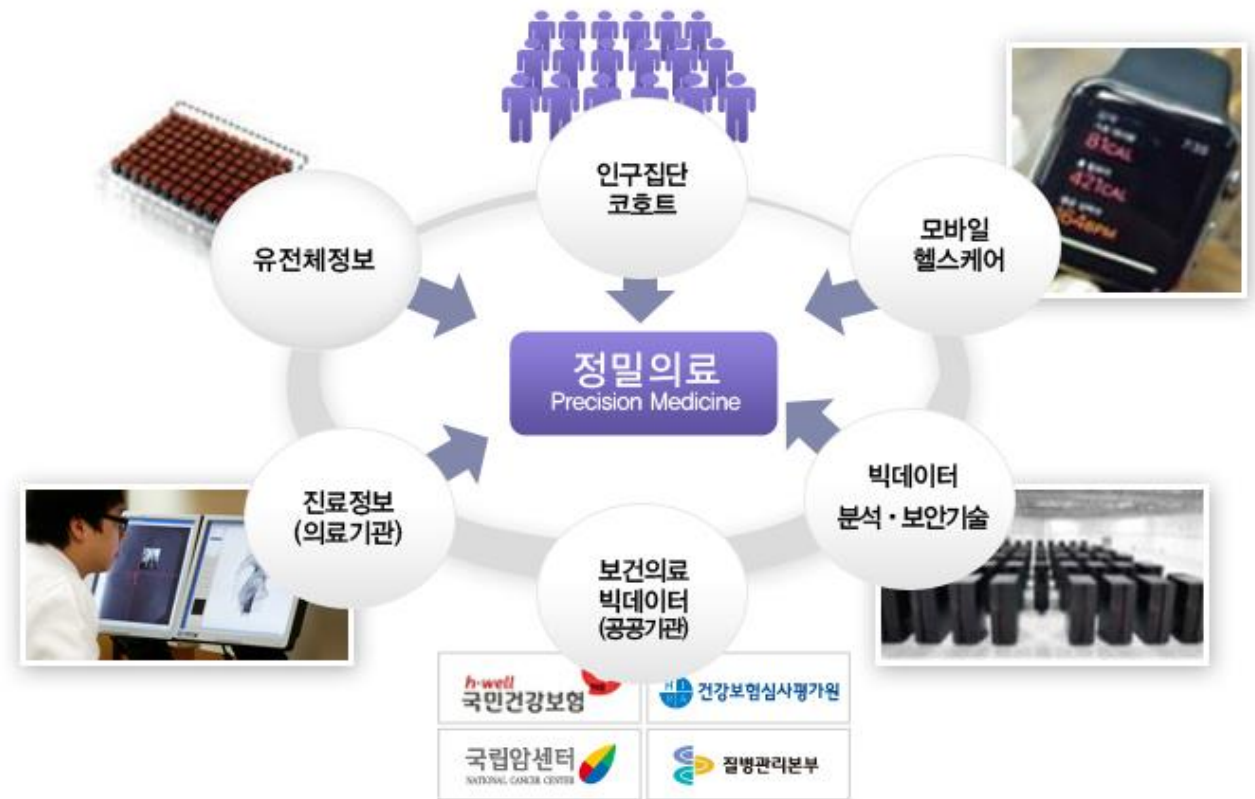 인구집단
코호트
모바일
헬스케어
81CAL
7:39
421CAL
유전체정보
정밀의료
Precision Medicine
진료정보
(의료기관)
빅데이터
분석·보안기술
보건의료
빅데이터
(공공기관)
h-well
국민건강보험
건강보험심사평가원
국립암센터
NATIONAL CANCER CENTER
질병관리본부